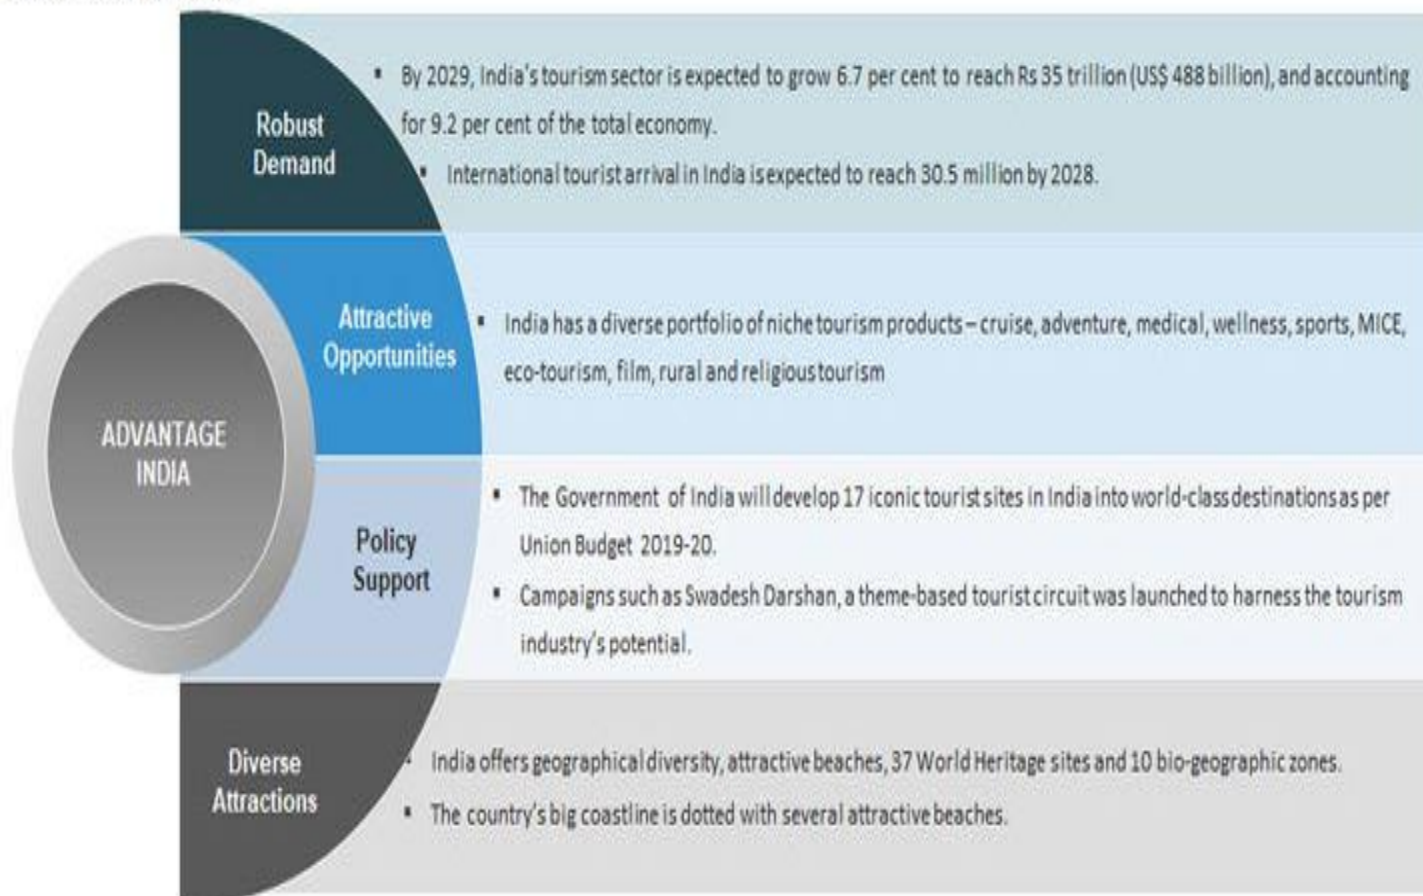 Robust
Demand
▪ By 2029, India's tourism sector is expected to grow 6.7 per cent to reach Rs 35 trillion (US$ 488 billion), and accounting
for 9.2 per cent of the total economy.
▪ International tourist arrival in India is expected to reach 30.5 million by 2028.
ADVANTAGE
INDIA
Attractive
Opportunities
▪ India has a diverse portfolio of niche tourism products – cruise, adventure, medical, wellness, sports, MICE,
eco-tourism, film, rural and religious tourism
Policy
Support
▪ The Government of India will develop 17 iconic tourist sites in India into world-class destinations as per
Union Budget 2019-20.
▪ Campaigns such as Swadesh Darshan, a theme-based tourist circuit was launched to harness the tourism
industry's potential.
Diverse
Attractions
▪ India offers geographical diversity, attractive beaches, 37 World Heritage sites and 10 bio-geographic zones.
▪ The country's big coastline is dotted with several attractive beaches.